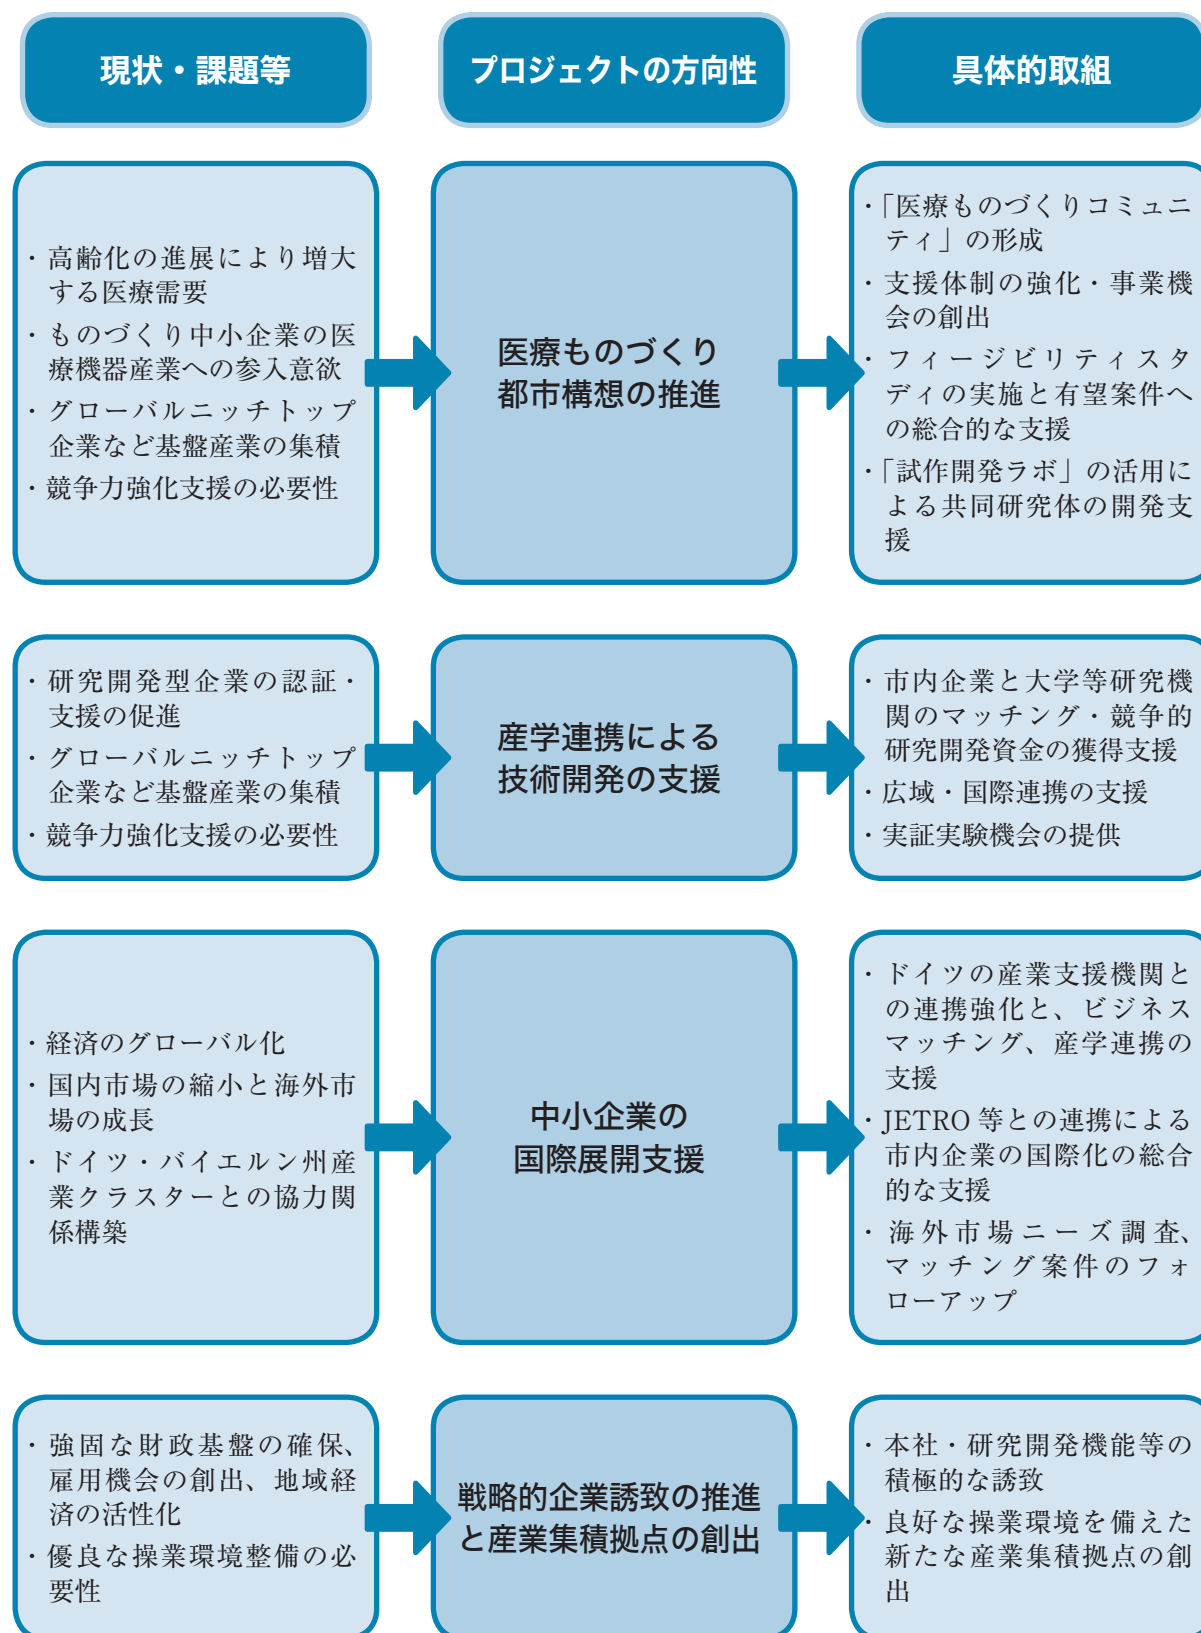 現状・課題等
プロジェクトの方向性
具体的取組
・高齢化の進展により増大
する医療需要
・ものづくり中小企業の医
療機器産業への参入意欲
・グローバルニッチトップ
企業など基盤産業の集積
・競争力強化支援の必要性
医療ものづくり
都市構想の推進
・「医療ものづくりコミュニ
ティ」の形成
・支援体制の強化・事業機
会の創出
・フィージビリティスタ
ディの実施と有望案件へ
の総合的な支援
・「試作開発ラボ」の活用に
よる共同研究体の開発支
援
・研究開発型企業の認証・
支援の促進
・グローバルニッチトップ
企業など基盤産業の集積
・競争力強化支援の必要性
産学連携による
技術開発の支援
・市内企業と大学等研究機
関のマッチング・競争的
研究開発資金の獲得支援
・広域・国際連携の支援
・実証実験機会の提供
・経済のグローバル化
・国内市場の縮小と海外市
場の成長
・ドイツ・バイエルン州産
業クラスターとの協力関
係構築
中小企業の
国際展開支援
・ドイツの産業支援機関と
の連携強化と、ビジネス
マッチング、産学連携の
支援
・JETRO 等との連携による
市内企業の国際化の総合
的な支援
・海外市場ニーズ調査、
マッチング案件のフォ
ローアップ
・強固な財政基盤の確保、
雇用機会の創出、地域経
済の活性化
・優良な操業環境整備の必
要性
戦略的企業誘致の推進
と産業集積拠点の創出
・本社・研究開発機能等の
積極的な誘致
・良好な操業環境を備えた
新たな産業集積拠点の創
出